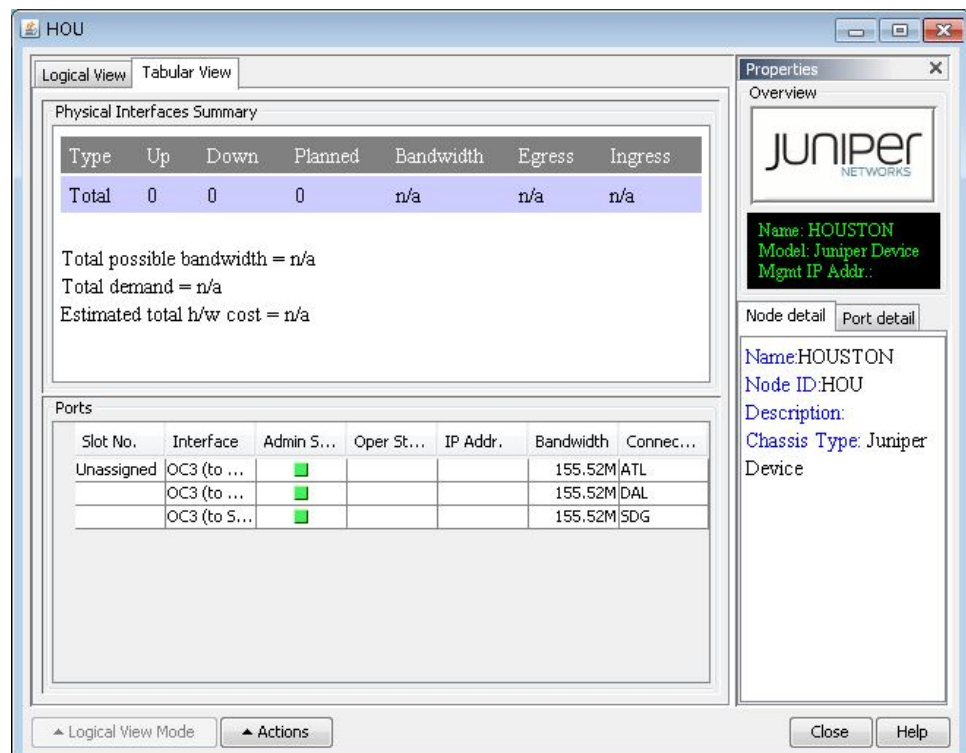 HOU
Logical View Tabular View
Physical Interfaces Summary
Type Up Down Planned Bandwidth Egress Ingress
Total 0 0 0 n/a n/a n/a
Total possible bandwidth = n/a
Total demand = n/a
Estimated total h/w cost = n/a
Ports
Slot No. Interface Admin S... Oper St... IP Addr. Bandwidth Connec...
Unassigned OC3 (to ... 155.52M ATL
OC3 (to ... 155.52M DAL
OC3 (to S... 155.52M SDG
Logical View Mode Actions
Properties
Overview
JUNIPER
NETWORKS
Name: HOUSTON
Model: Juniper Device
Mgmt IP Addr.:
Node detail Port detail
Name:HOUSTON
Node ID:HOU
Description:
Chassis Type: Juniper
Device
Close Help